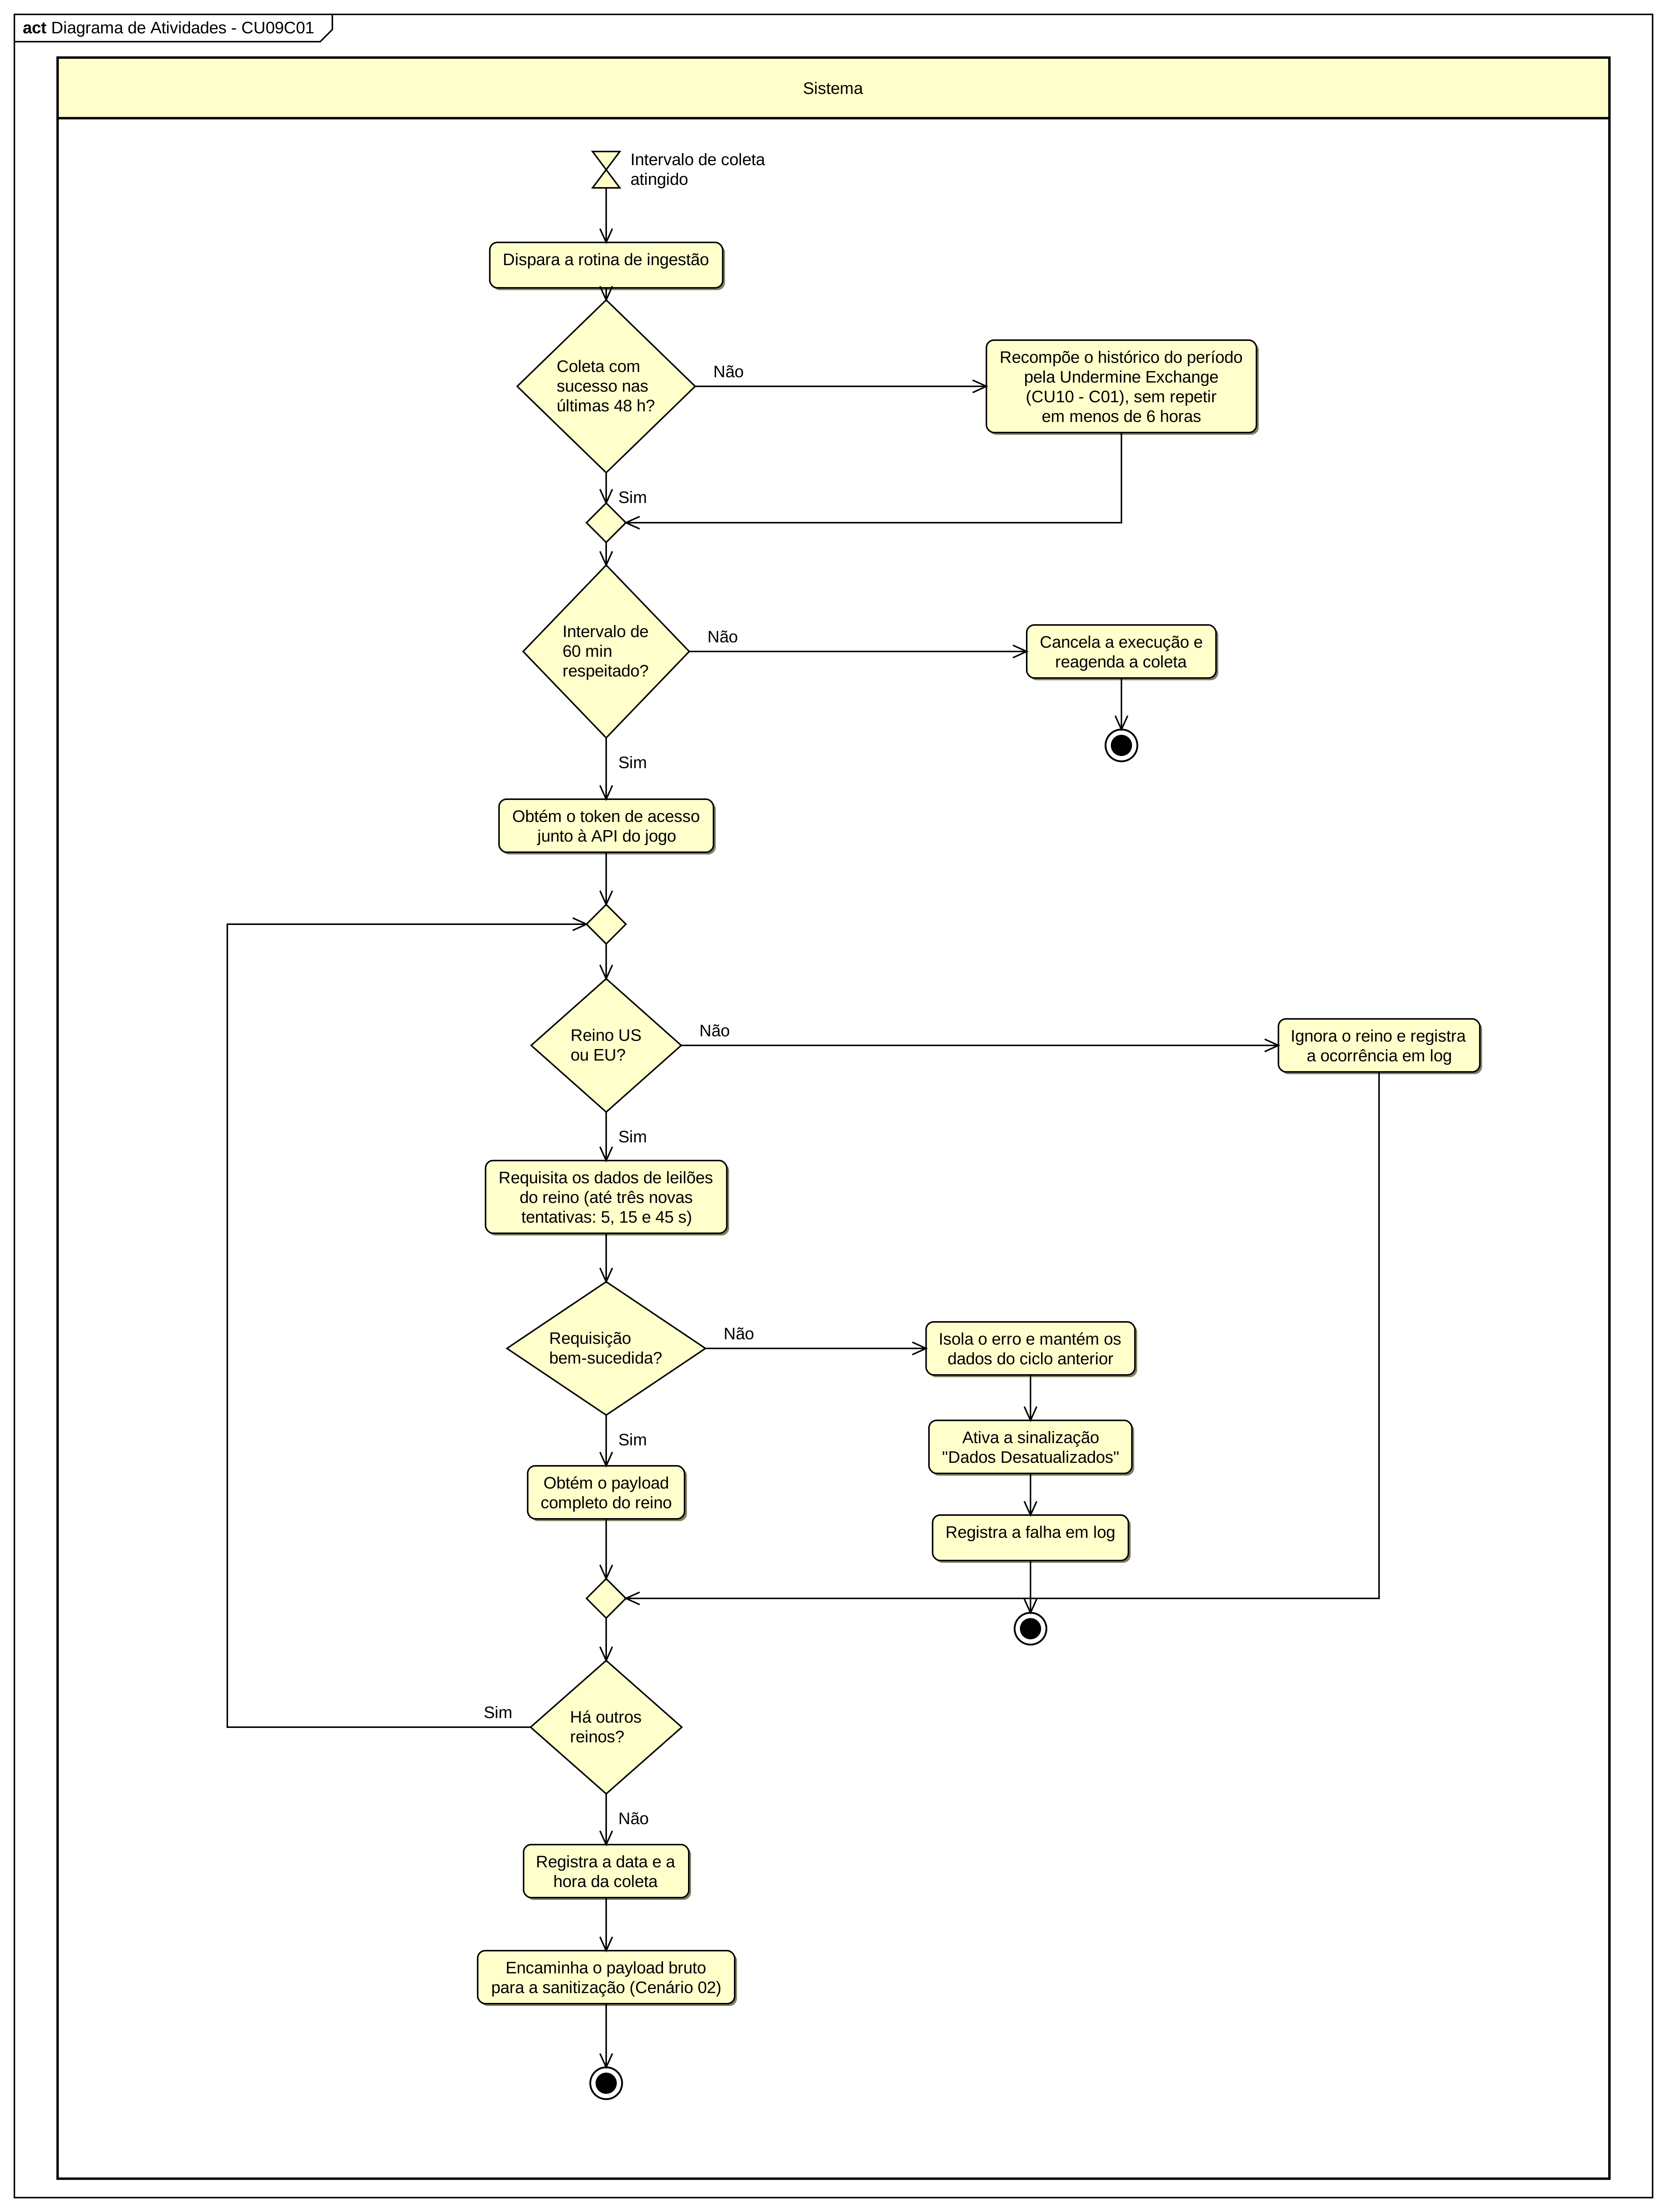 act Diagrama de Atividades - CU09C01
Sistema
Intervalo de coleta
atingido
Dispara a rotina de ingestão
Coleta com
sucesso nas
últimas 48 h?
Não
Recompõe o histórico do período
pela Undermine Exchange
(CU10 - C01), sem repetir
em menos de 6 horas
Sim
Intervalo de
60 min
respeitado?
Não
Cancela a execução e
reagenda a coleta
Sim
Obtém o token de acesso
junto à API do jogo
Reino US
ou EU?
Não
Ignora o reino e registra
a ocorrência em log
Sim
Requisita os dados de leilões
do reino (até três novas
tentativas: 5, 15 e 45 s)
Requisição
bem-sucedida?
Não
Isola o erro e mantém os
dados do ciclo anterior
Ativa a sinalização
"Dados Desatualizados"
Registra a falha em log
Sim
Obtém o payload
completo do reino
Há outros
reinos?
Sim
Não
Registra a data e a
hora da coleta
Encaminha o payload bruto
para a sanitização (Cenário 02)